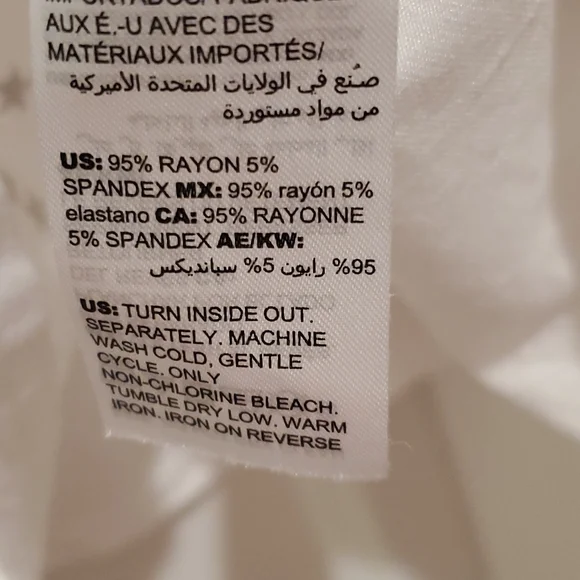 AUX É.-U AVEC DES
MATÉRIAUX IMPORTÉS/
صُنع في الولايات المتحدة الأميركية
من مواد مستوردة
US: 95% RAYON 5%
SPANDEX MX: 95% rayón 5%
elastano CA: 95% RAYONNE
5% SPANDEX AE/KW:
95% رايون 5% سبانديكس
US: TURN INSIDE OUT.
SEPARATELY. MACHINE
WASH COLD, GENTLE
CYCLE. ONLY
NON-CHLORINE BLEACH.
TUMBLE DRY LOW. WARM
IRON. IRON ON REVERSE